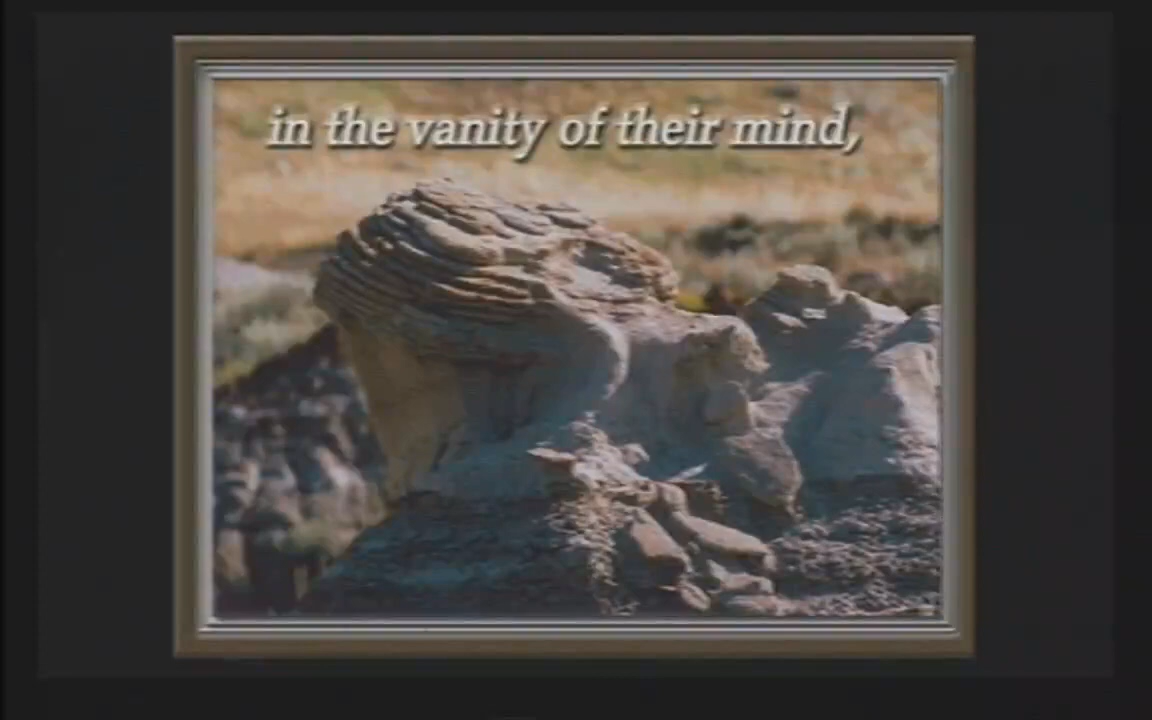 in the vanity of their mind,